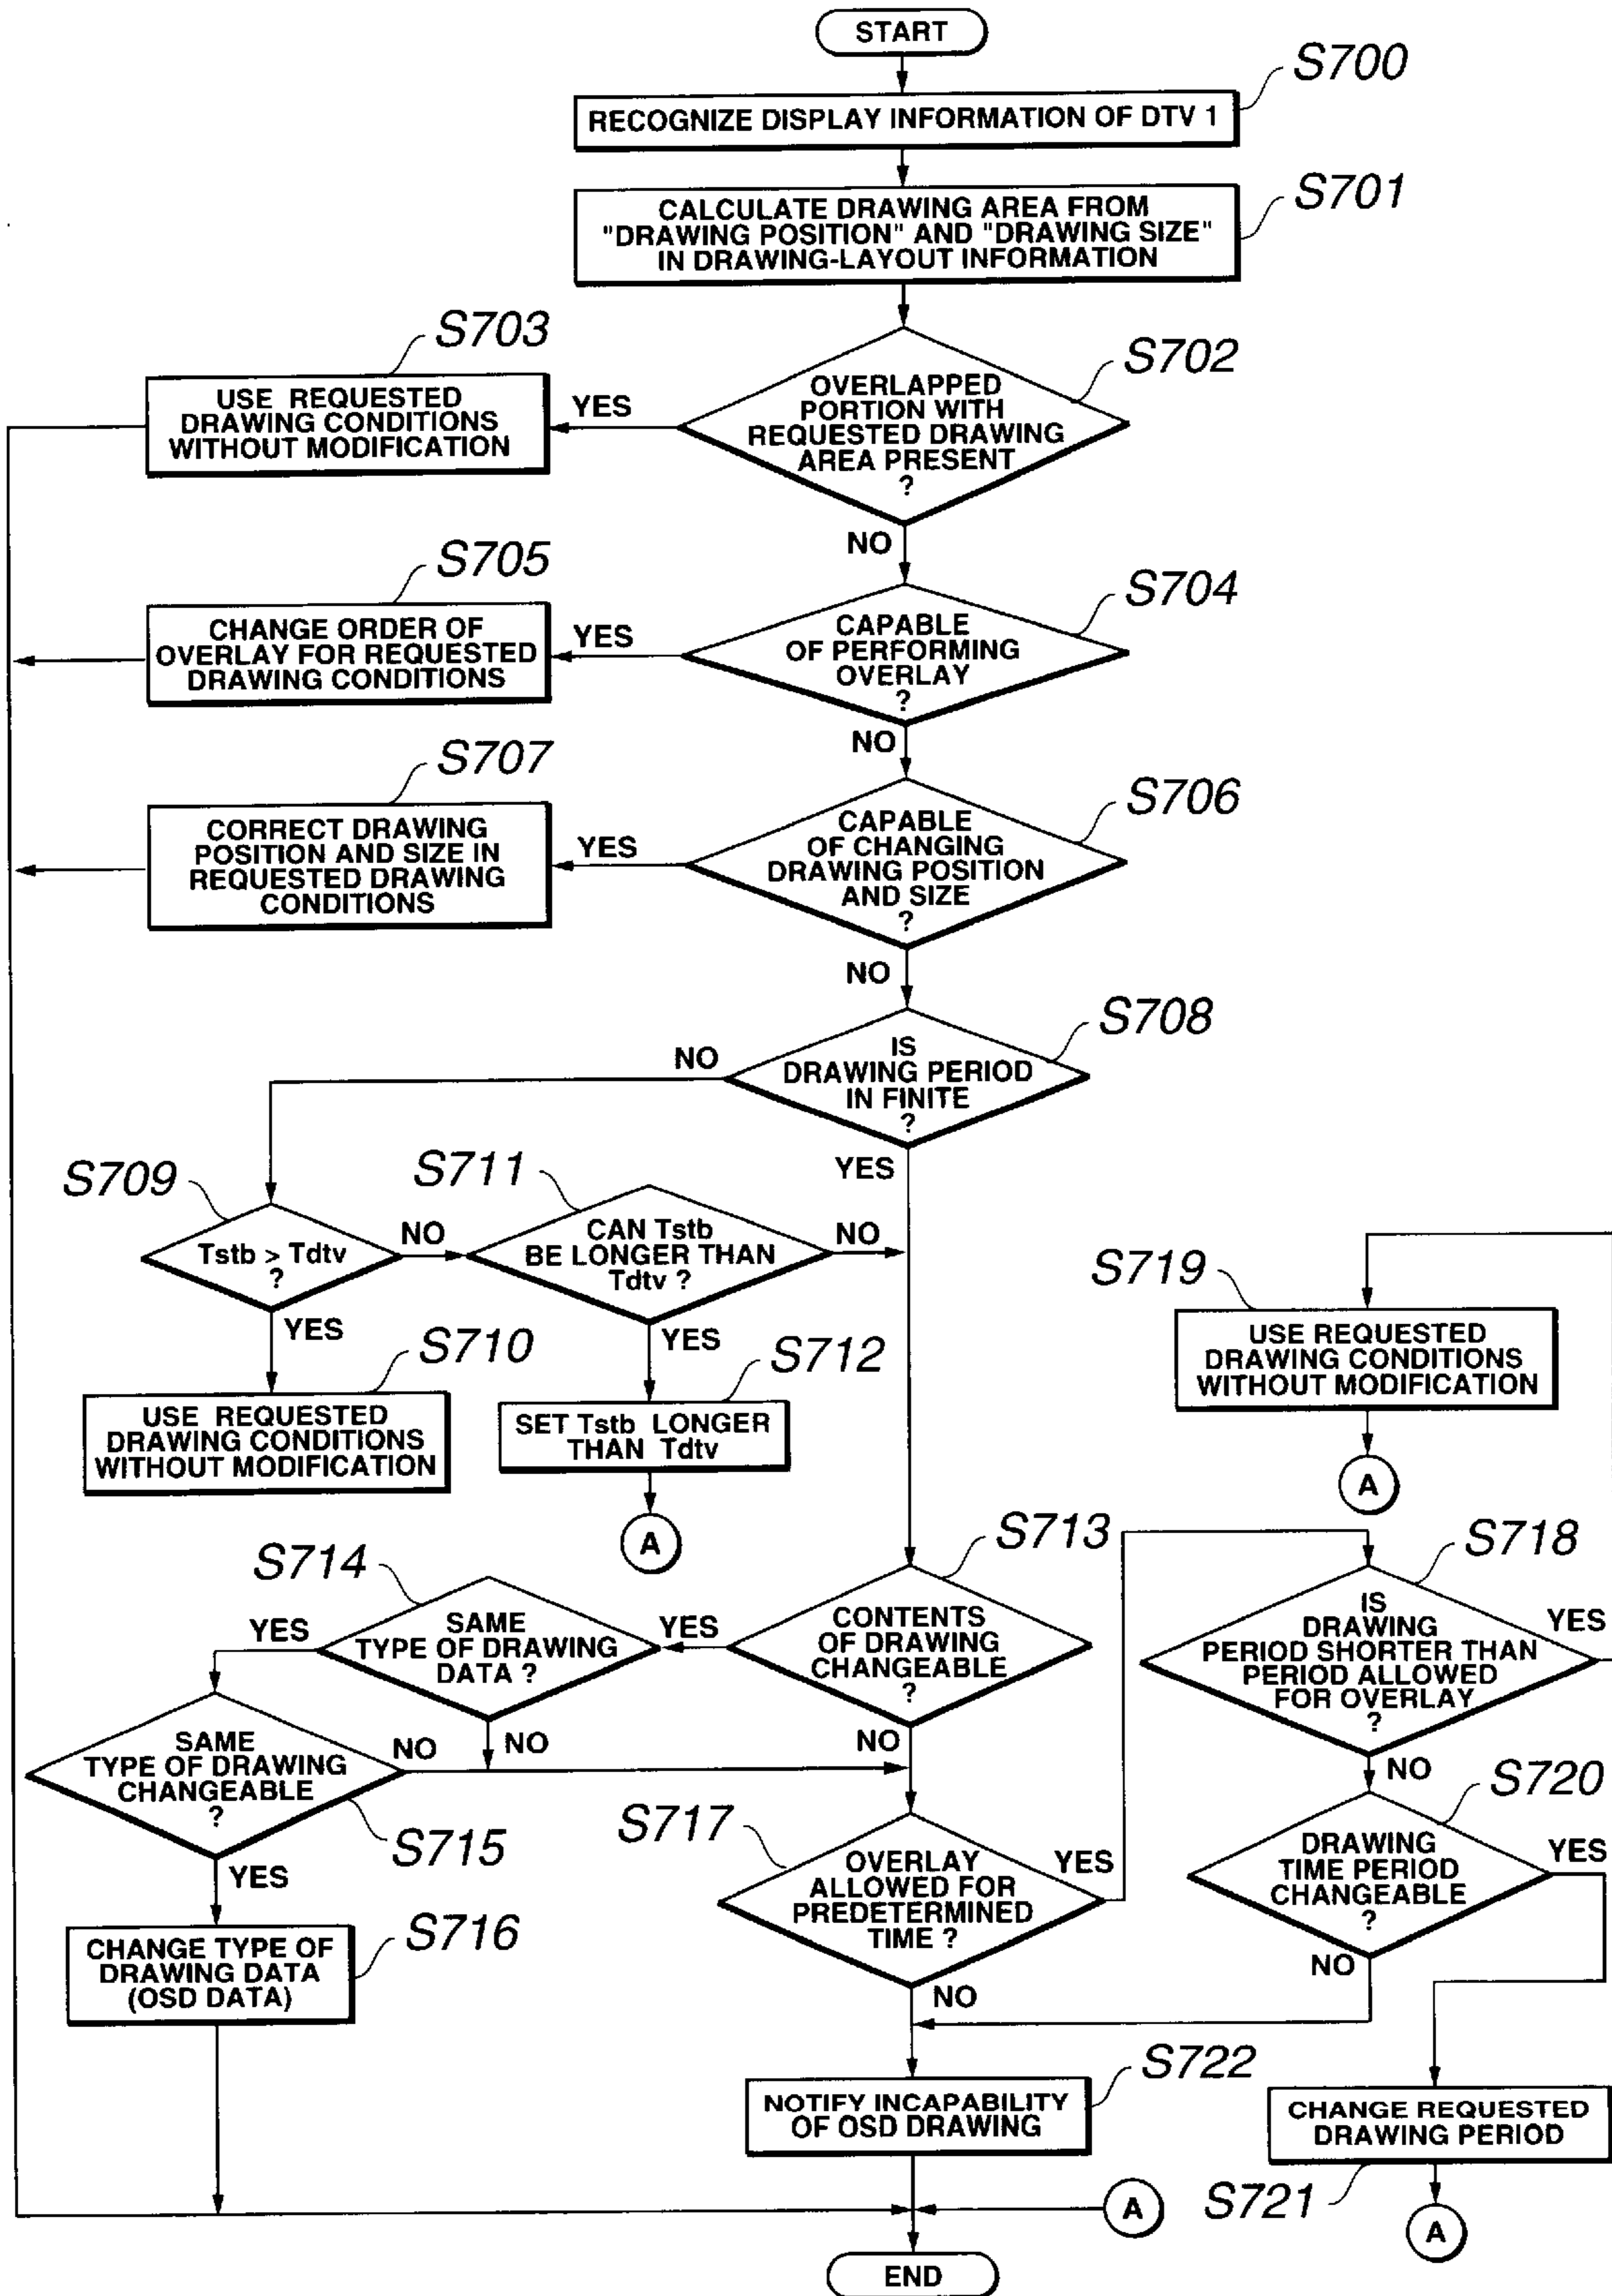 START
S700
RECOGNIZE DISPLAY INFORMATION OF DTV 1
S701
CALCULATE DRAWING AREA FROM
"DRAWING POSITION" AND "DRAWING SIZE"
IN DRAWING-LAYOUT INFORMATION
S703
USE REQUESTED
DRAWING CONDITIONS
WITHOUT MODIFICATION
YES
S702
OVERLAPPED
PORTION WITH
REQUESTED DRAWING
AREA PRESENT
?
NO
S705
CHANGE ORDER OF
OVERLAY FOR REQUESTED
DRAWING CONDITIONS
YES
S704
CAPABLE
OF PERFORMING
OVERLAY
?
NO
S707
CORRECT DRAWING
POSITION AND SIZE IN
REQUESTED DRAWING
CONDITIONS
YES
S706
CAPABLE
OF CHANGING
DRAWING POSITION
AND SIZE
?
NO
S708
IS
DRAWING PERIOD
IN FINITE
?
NO
YES
S709
Tstb > Tdtv
?
NO
YES
S711
CAN Tstb
BE LONGER THAN
Tdtv ?
NO
YES
S710
USE REQUESTED
DRAWING CONDITIONS
WITHOUT MODIFICATION
S712
SET Tstb LONGER
THAN Tdtv
A
S719
USE REQUESTED
DRAWING CONDITIONS
WITHOUT MODIFICATION
A
S713
CONTENTS
OF DRAWING
CHANGEABLE
?
YES
NO
S714
SAME
TYPE OF DRAWING
DATA ?
YES
NO
SAME
TYPE OF DRAWING
CHANGEABLE
?
NO
S715
YES
S716
CHANGE TYPE OF
DRAWING DATA
(OSD DATA)
S717
OVERLAY
ALLOWED FOR
PREDETERMINED
TIME ?
YES
NO
S718
IS
DRAWING
PERIOD SHORTER THAN
PERIOD ALLOWED
FOR OVERLAY
?
YES
NO
S720
DRAWING
TIME PERIOD
CHANGEABLE
?
YES
NO
S722
NOTIFY INCAPABILITY
OF OSD DRAWING
CHANGE REQUESTED
DRAWING PERIOD
S721
A
A
END